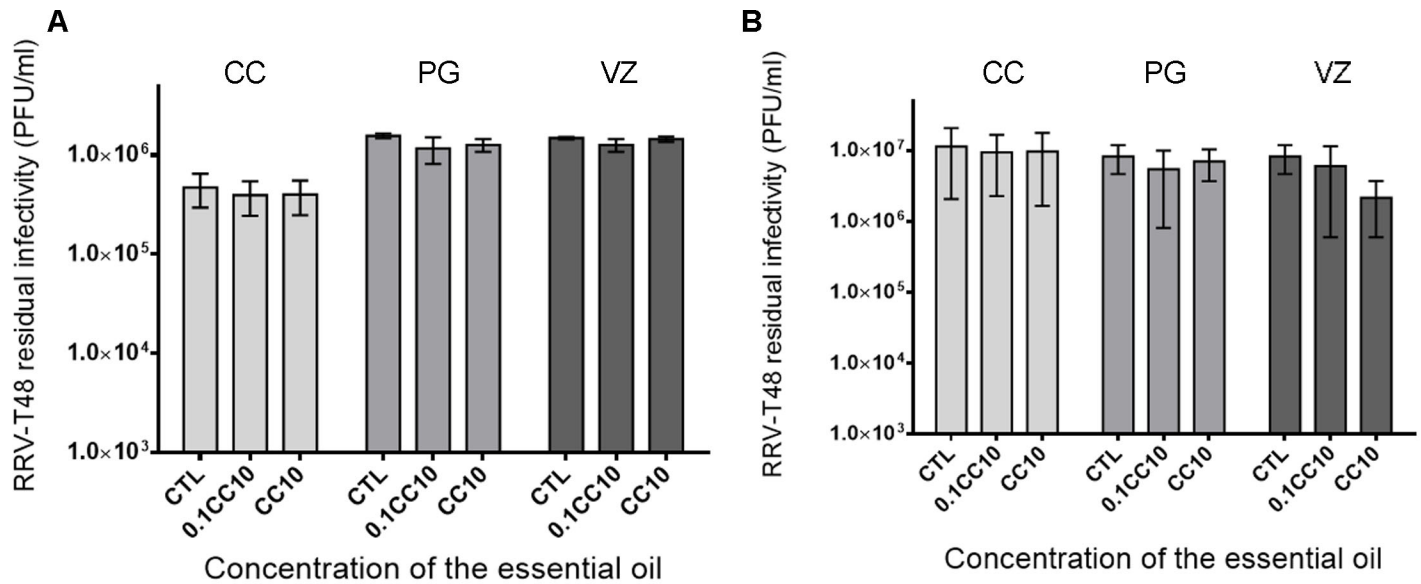 A
CC PG VZ
RRV-T48 residual infectivity (PFU/ml)
1.0×10⁶
1.0×10⁵
1.0×10⁴
1.0×10³
CTL 0.1CC10 CC10 CTL 0.1CC10 CC10 CTL 0.1CC10 CC10
Concentration of the essential oil
B
CC PG VZ
RRV-T48 residual infectivity (PFU/ml)
1.0×10⁷
1.0×10⁶
1.0×10⁵
1.0×10⁴
1.0×10³
CTL 0.1CC10 CC10 CTL 0.1CC10 CC10 CTL 0.1CC10 CC10
Concentration of the essential oil